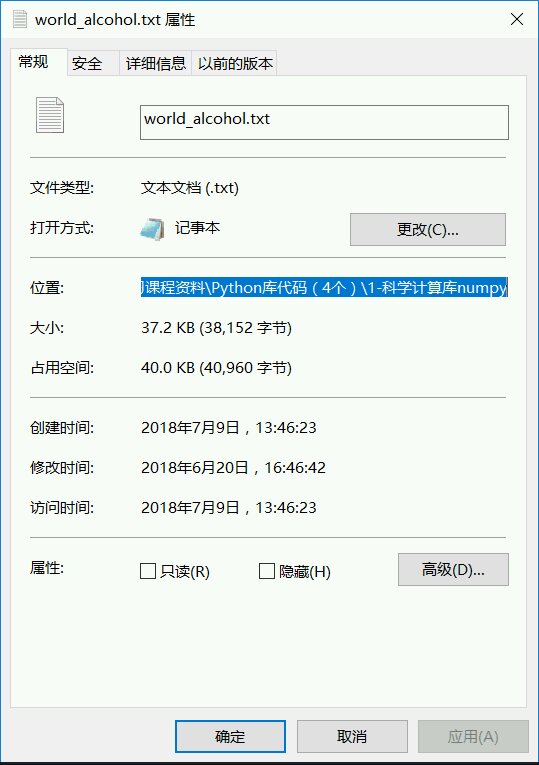 world_alcohol.txt 属性
常规 安全 详细信息 以前的版本
world_alcohol.txt
文件类型: 文本文档 (.txt)
打开方式: 记事本 更改(C)...
位置: 课程资料\Python库代码（4个）\1-科学计算库numpy
大小: 37.2 KB (38,152 字节)
占用空间: 40.0 KB (40,960 字节)
创建时间: 2018年7月9日，13:46:23
修改时间: 2018年6月20日，16:46:42
访问时间: 2018年7月9日，13:46:23
属性: 只读(R) 隐藏(H) 高级(D)...
确定 取消 应用(A)